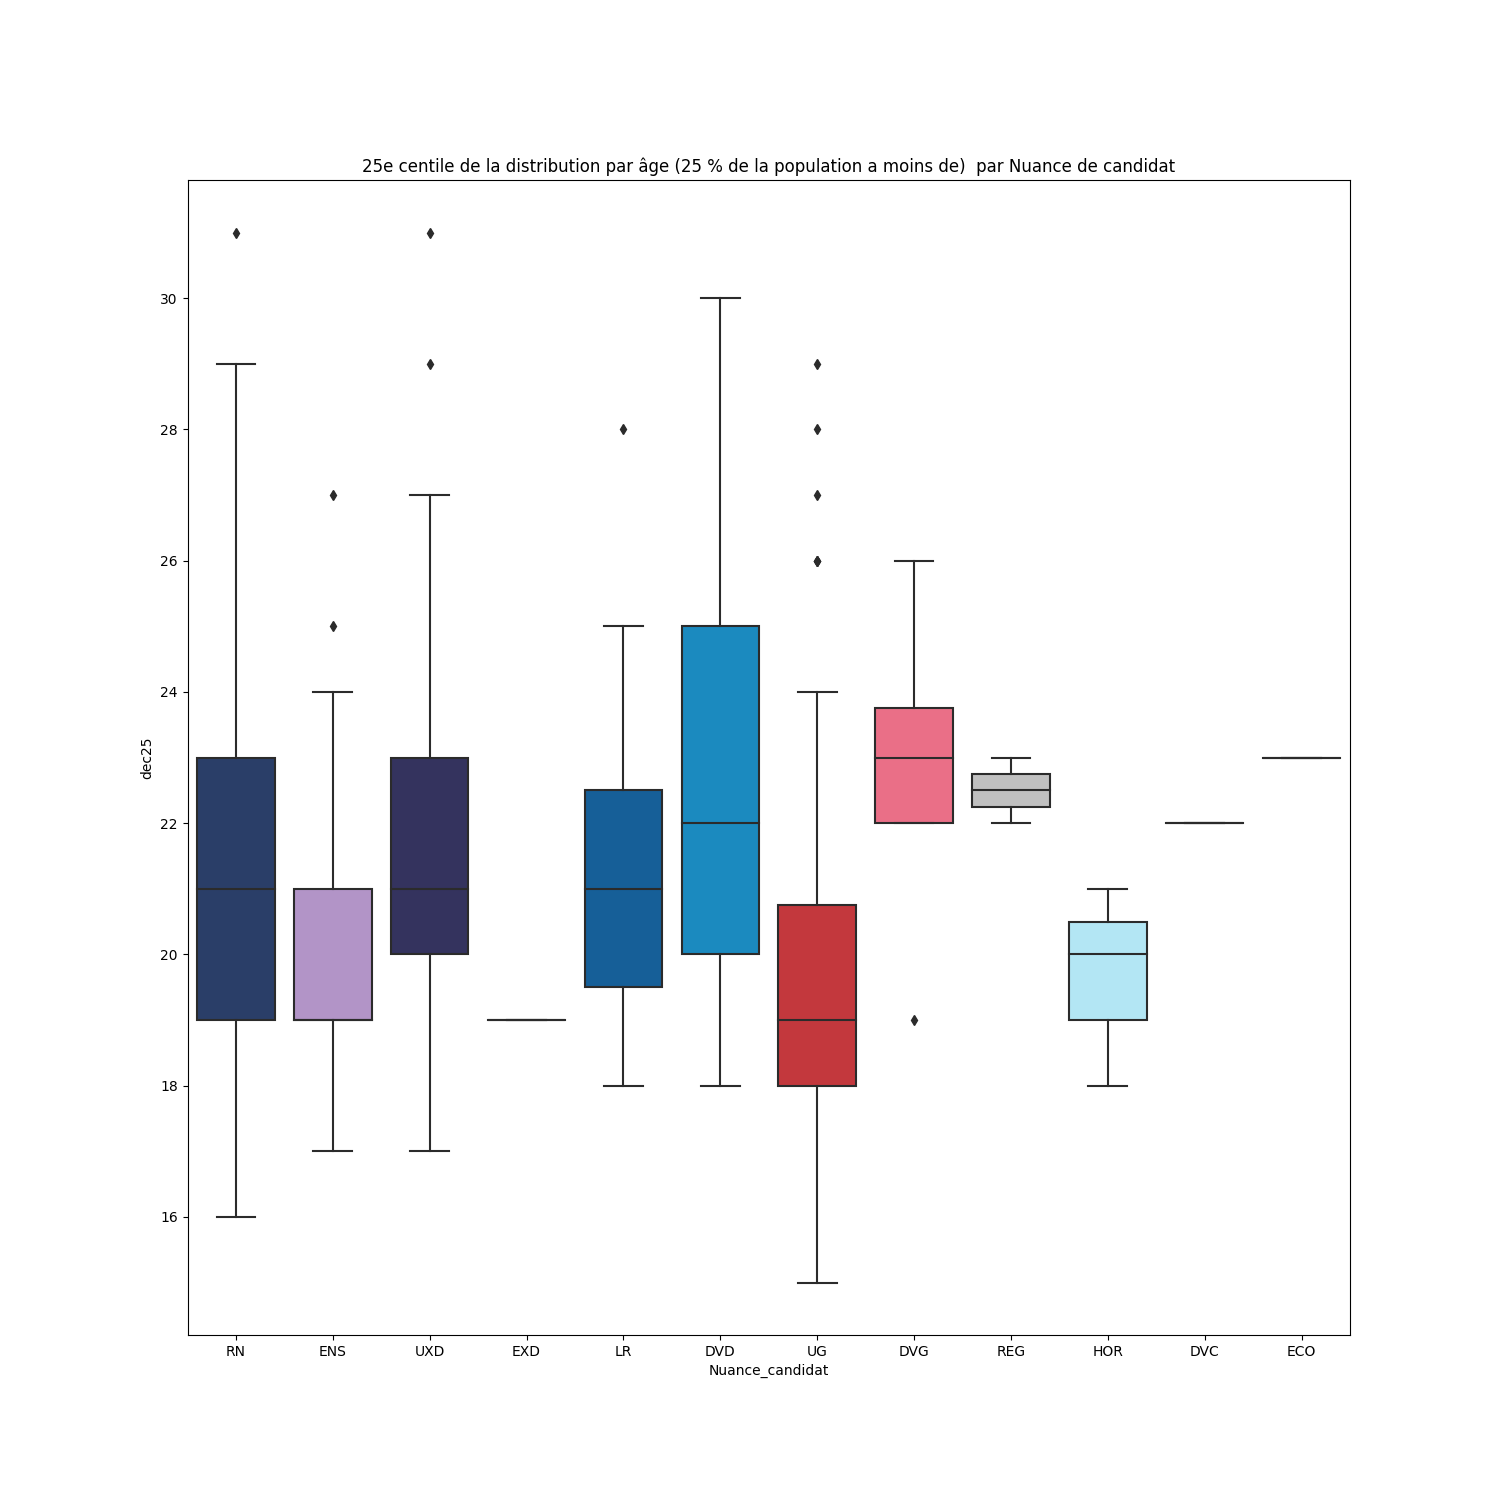 25e centile de la distribution par âge (25 % de la population a moins de)  par Nuance de candidat
30
28
26
24
22
20
18
16
dec25
RN ENS UXD EXD LR DVD UG DVG REG HOR DVC ECO
Nuance_candidat